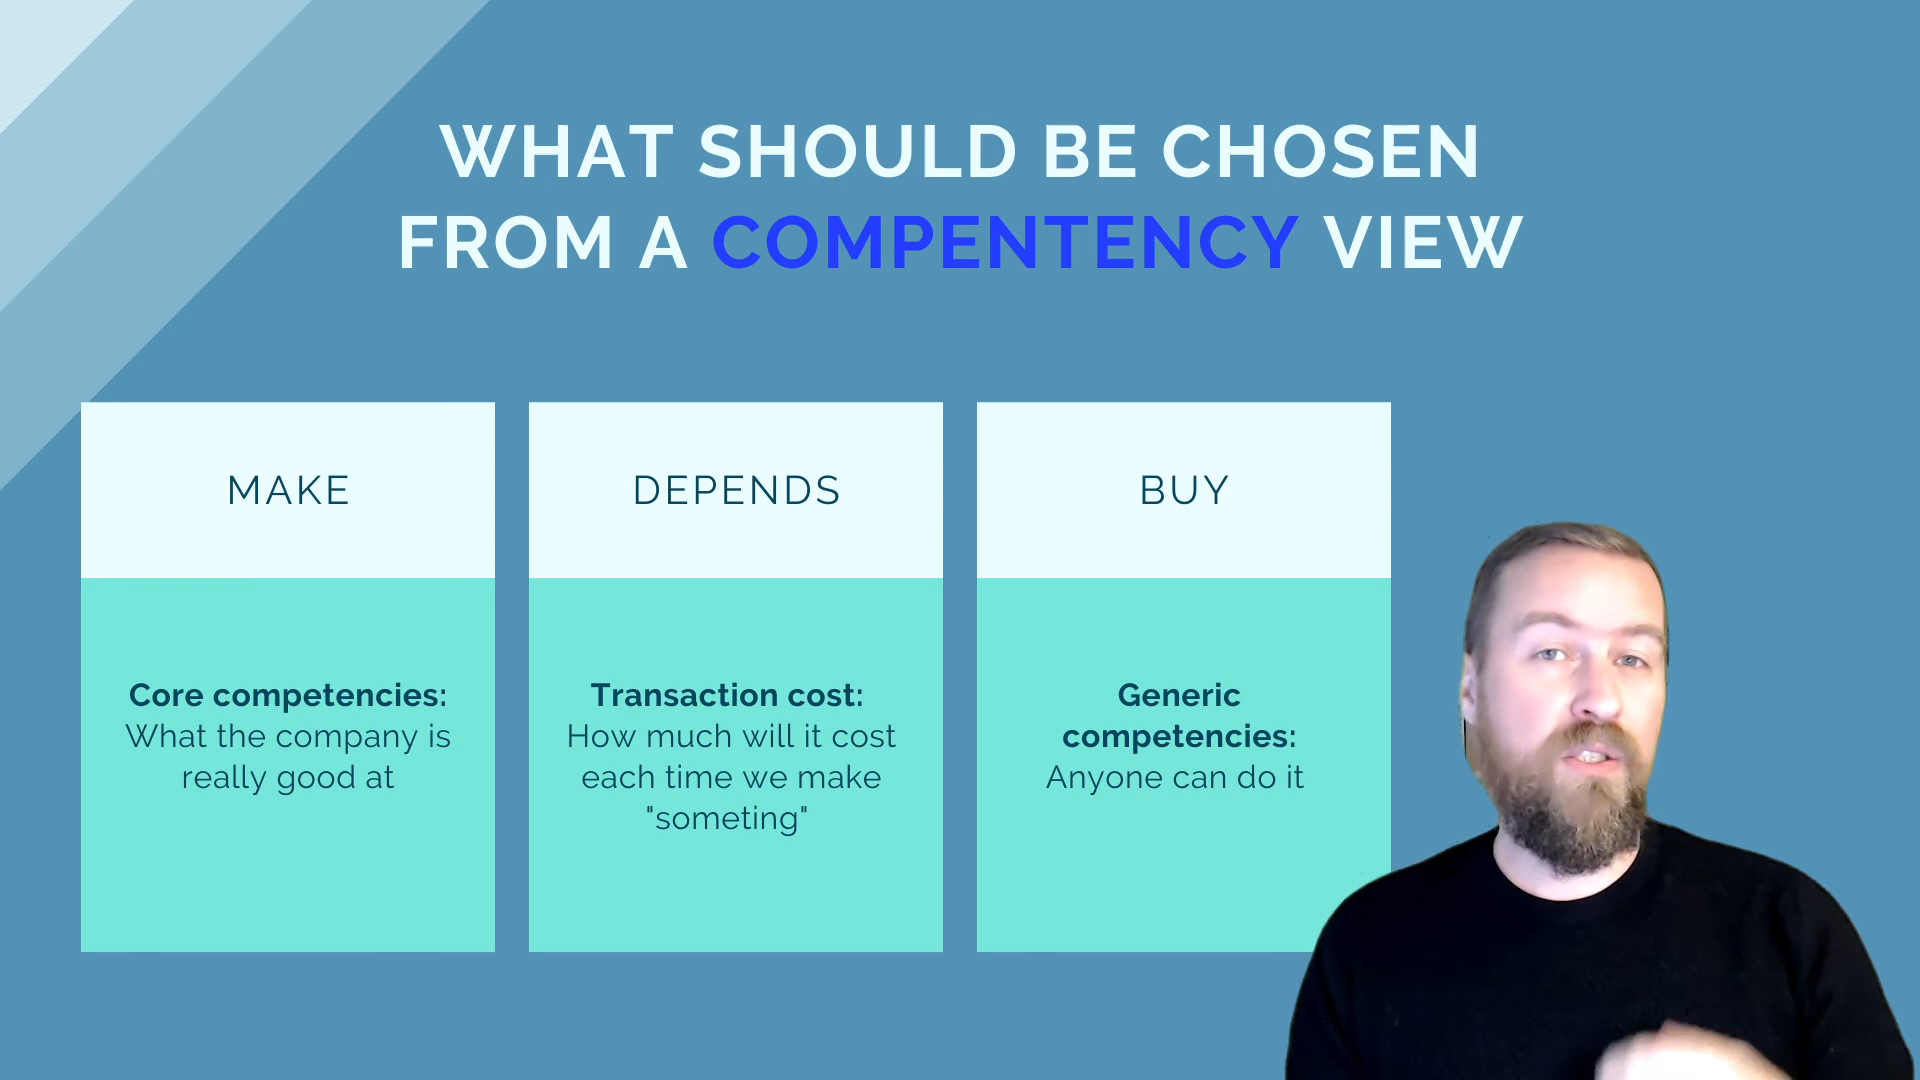 WHAT SHOULD BE CHOSEN
FROM A COMPENTENCY VIEW
MAKE
Core competencies:
What the company is
really good at
DEPENDS
Transaction cost:
How much will it cost
each time we make
"someting"
BUY
Generic
competencies:
Anyone can do it